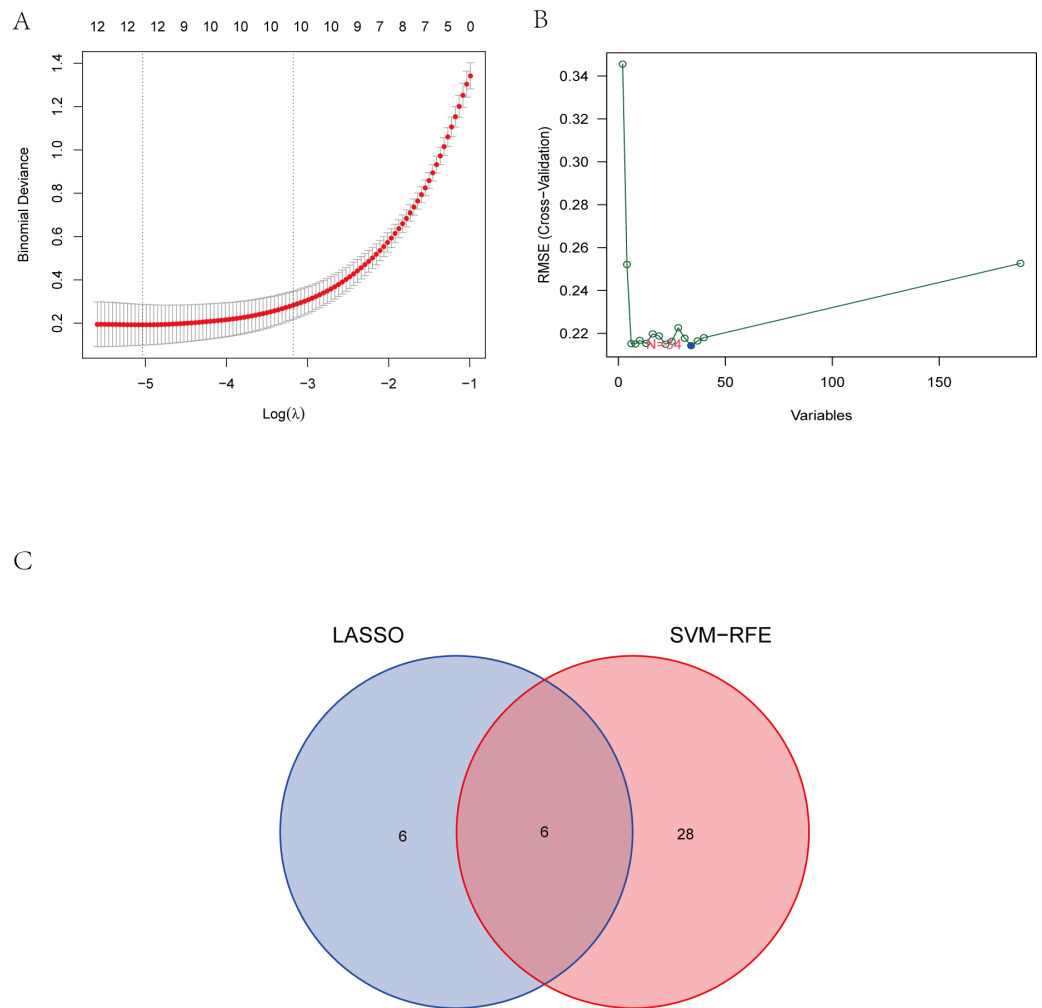 A
12 12 12 9 10 10 10 10 10 9 7 8 7 5 0
1.4
1.2
1.0
0.8
0.6
0.4
0.2
Binomial Deviance
−5 −4 −3 −2 −1
Log(λ)
B
0.34
0.32
0.30
0.28
0.26
0.24
0.22
RMSE (Cross−Validation)
N=34
0 50 100 150
Variables
C
LASSO SVM−RFE
6 6 28